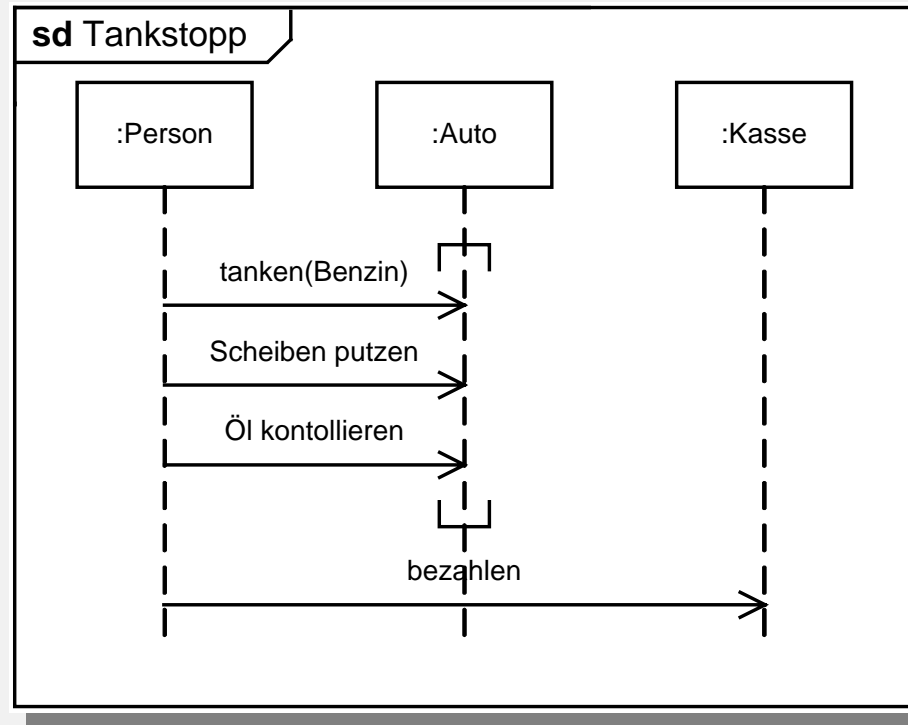 sd Tankstopp
:Person
:Auto
:Kasse
tanken(Benzin)
Scheiben putzen
Öl kontollieren
bezahlen